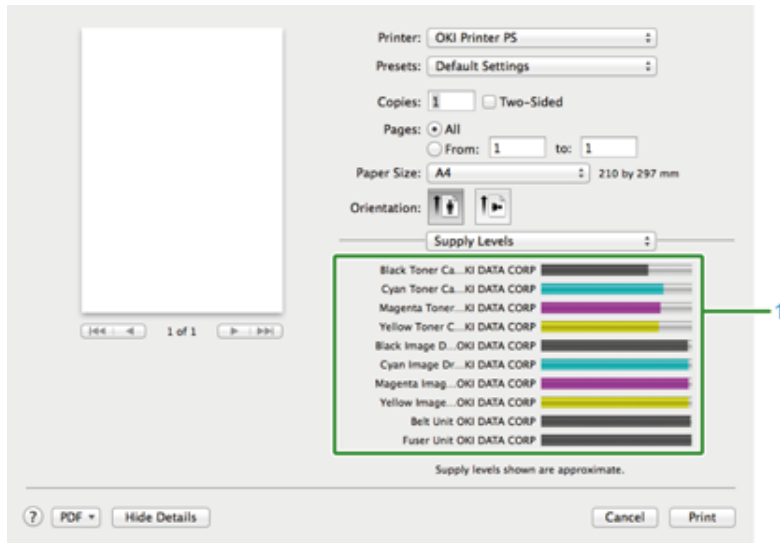 Printer: OKI Printer PS
Presets: Default Settings
Copies: 1 Two-Sided
Pages: All
From: 1 to: 1
Paper Size: A4 210 by 297 mm
Orientation:
Supply Levels
Black Toner Ca...KI DATA CORP
Cyan Toner Ca...KI DATA CORP
Magenta Toner...KI DATA CORP
Yellow Toner C...KI DATA CORP
Black Image D...OKI DATA CORP
Cyan Image Dr...KI DATA CORP
Magenta Imag...OKI DATA CORP
Yellow Image...OKI DATA CORP
Belt Unit OKI DATA CORP
Fuser Unit OKI DATA CORP
1
1 of 1
Supply levels shown are approximate.
? PDF Hide Details Cancel Print